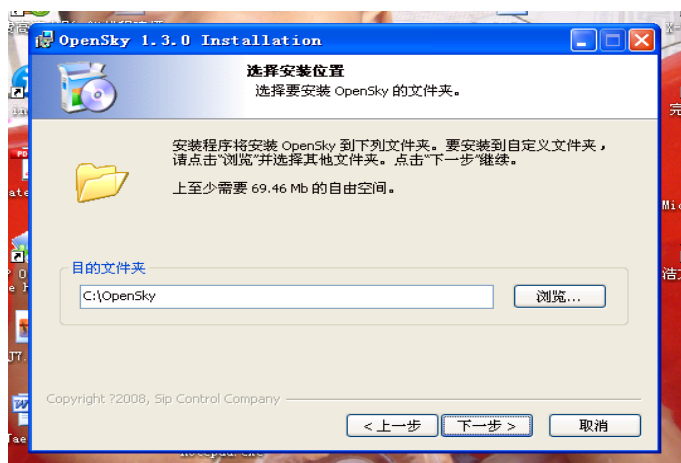 OpenSky 1.3.0 Installation
选择安装位置
选择要安装 OpenSky 的文件夹。
安装程序将安装 OpenSky 到下列文件夹。要安装到自定义文件夹，
请点击“浏览”并选择其他文件夹。点击“下一步”继续。
上至少需要 69.46 Mb 的自由空间。
目的文件夹
C:\OpenSky
浏览...
Copyright ?2008, Sip Control Company
< 上一步
下一步 >
取消